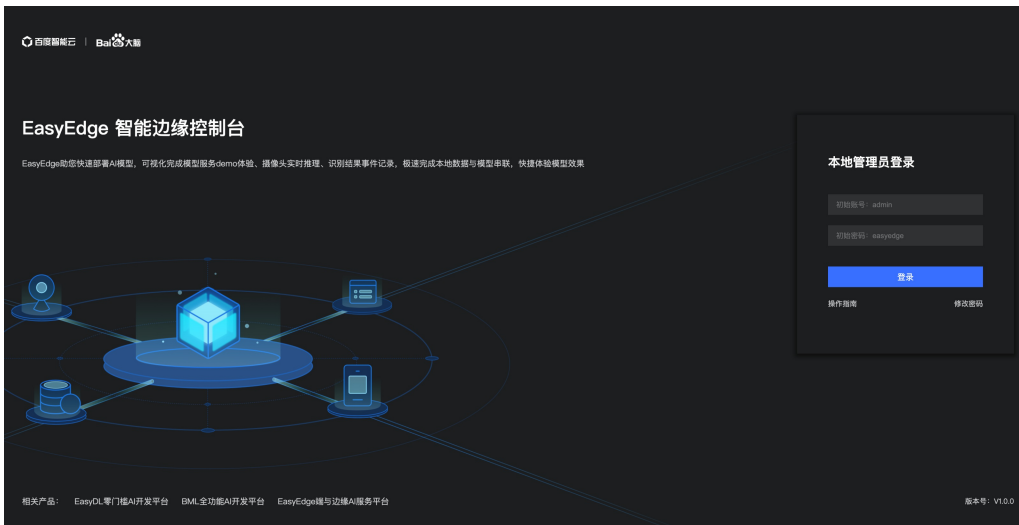 百度智能云 | Bai大脑
EasyEdge 智能边缘控制台
EasyEdge助您快速部署AI模型，可视化完成模型服务demo体验、摄像头实时推理、识别结果事件记录，极速完成本地数据与模型串联，快捷体验模型效果
本地管理员登录
初始账号：admin
初始密码：easyedge
登录
操作指南 修改密码
相关产品： EasyDL零门槛AI开发平台 BML全功能AI开发平台 EasyEdge端与边缘AI服务平台
版本号：V1.0.0